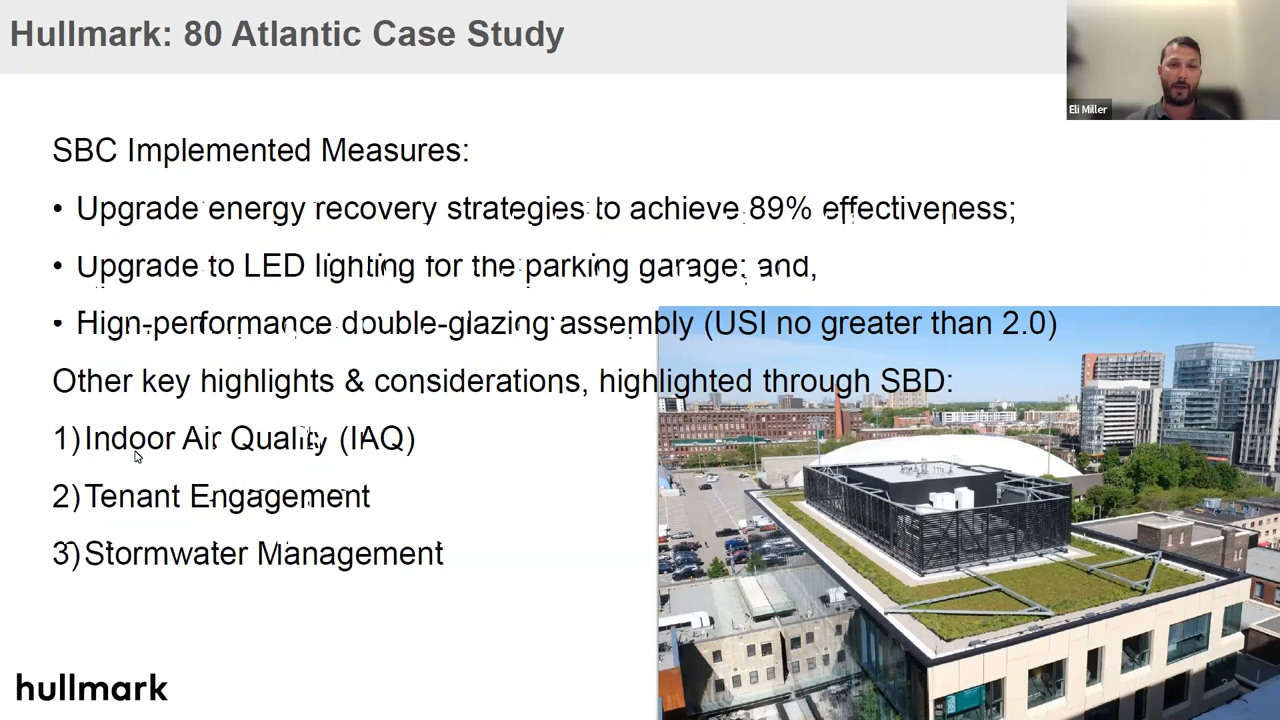 Hullmark: 80 Atlantic Case Study
Eli Miller
SBC Implemented Measures:
• Upgrade energy recovery strategies to achieve 89% effectiveness;
• Upgrade to LED lighting for the parking garage; and,
• High-performance double-glazing assembly (USI no greater than 2.0)
Other key highlights & considerations, highlighted through SBD:
1) Indoor Air Quality (IAQ)
2) Tenant Engagement
3) Stormwater Management
hullmark